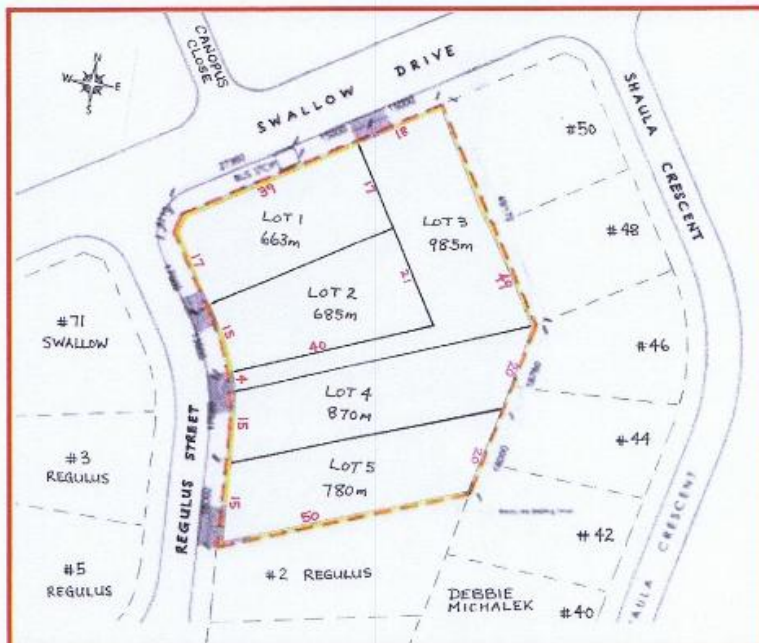 N
W E
S
CANOPUS
CLOSE
SWALLOW DRIVE
SHAULA CRESCENT
18
39
17
LOT 1
663m
LOT 3
985m
49
17
LOT 2
685m
21
15
40
4
LOT 4
870m
20
15
LOT 5
780m
20
15
50
#50
#48
#46
#44
#42
#40
#71
SWALLOW
#3
REGULUS
#5
REGULUS
REGULUS STREET
#2 REGULUS
DEBBIE
MICHALEK
AULA CRESCENT